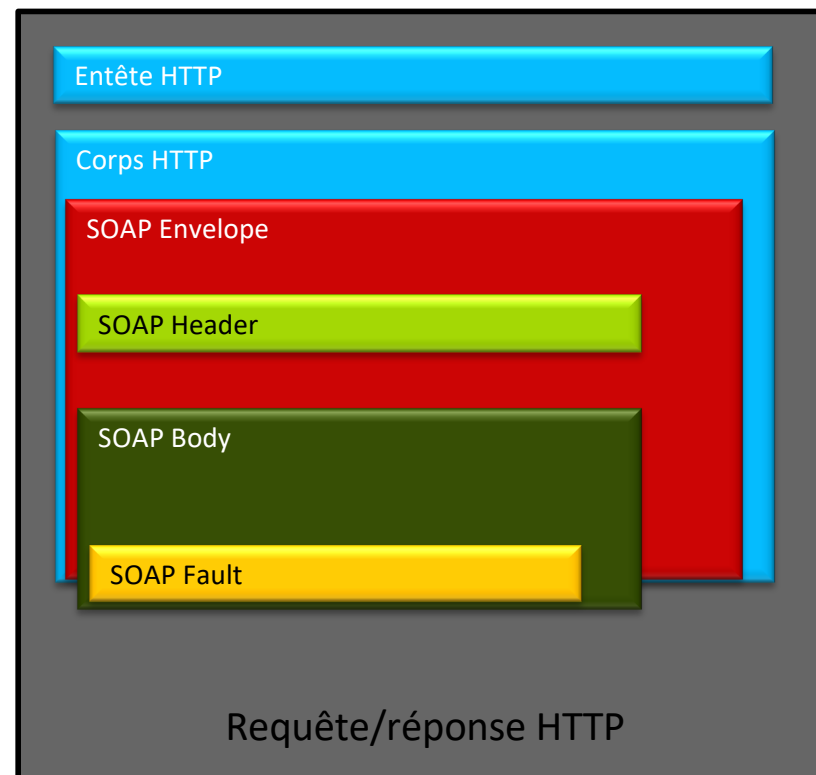 Entête HTTP
Corps HTTP
SOAP Envelope
SOAP Header
SOAP Body
SOAP Fault
Requête/réponse HTTP